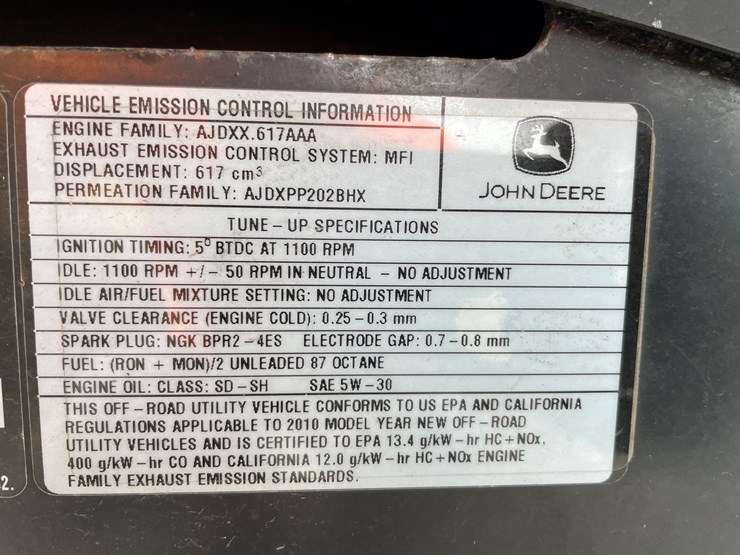 VEHICLE EMISSION CONTROL INFORMATION
ENGINE FAMILY: AJDXX.617AAA
EXHAUST EMISSION CONTROL SYSTEM: MFI
DISPLACEMENT: 617 cm³
PERMEATION FAMILY: AJDXPP202BHX
JOHN DEERE
TUNE – UP SPECIFICATIONS
IGNITION TIMING: 5° BTDC AT 1100 RPM
IDLE: 1100 RPM +/– 50 RPM IN NEUTRAL – NO ADJUSTMENT
IDLE AIR/FUEL MIXTURE SETTING: NO ADJUSTMENT
VALVE CLEARANCE (ENGINE COLD): 0.25 – 0.3 mm
SPARK PLUG: NGK BPR2 – 4ES ELECTRODE GAP: 0.7 – 0.8 mm
FUEL: (RON + MON)/2 UNLEADED 87 OCTANE
ENGINE OIL: CLASS: SD – SH SAE 5W – 30
THIS OFF – ROAD UTILITY VEHICLE CONFORMS TO US EPA AND CALIFORNIA
REGULATIONS APPLICABLE TO 2010 MODEL YEAR NEW OFF – ROAD
UTILITY VEHICLES AND IS CERTIFIED TO EPA 13.4 g/kW – hr HC + NOx.
400 g/kW – hr CO AND CALIFORNIA 12.0 g/kW – hr HC + NOx ENGINE
FAMILY EXHAUST EMISSION STANDARDS.
2.